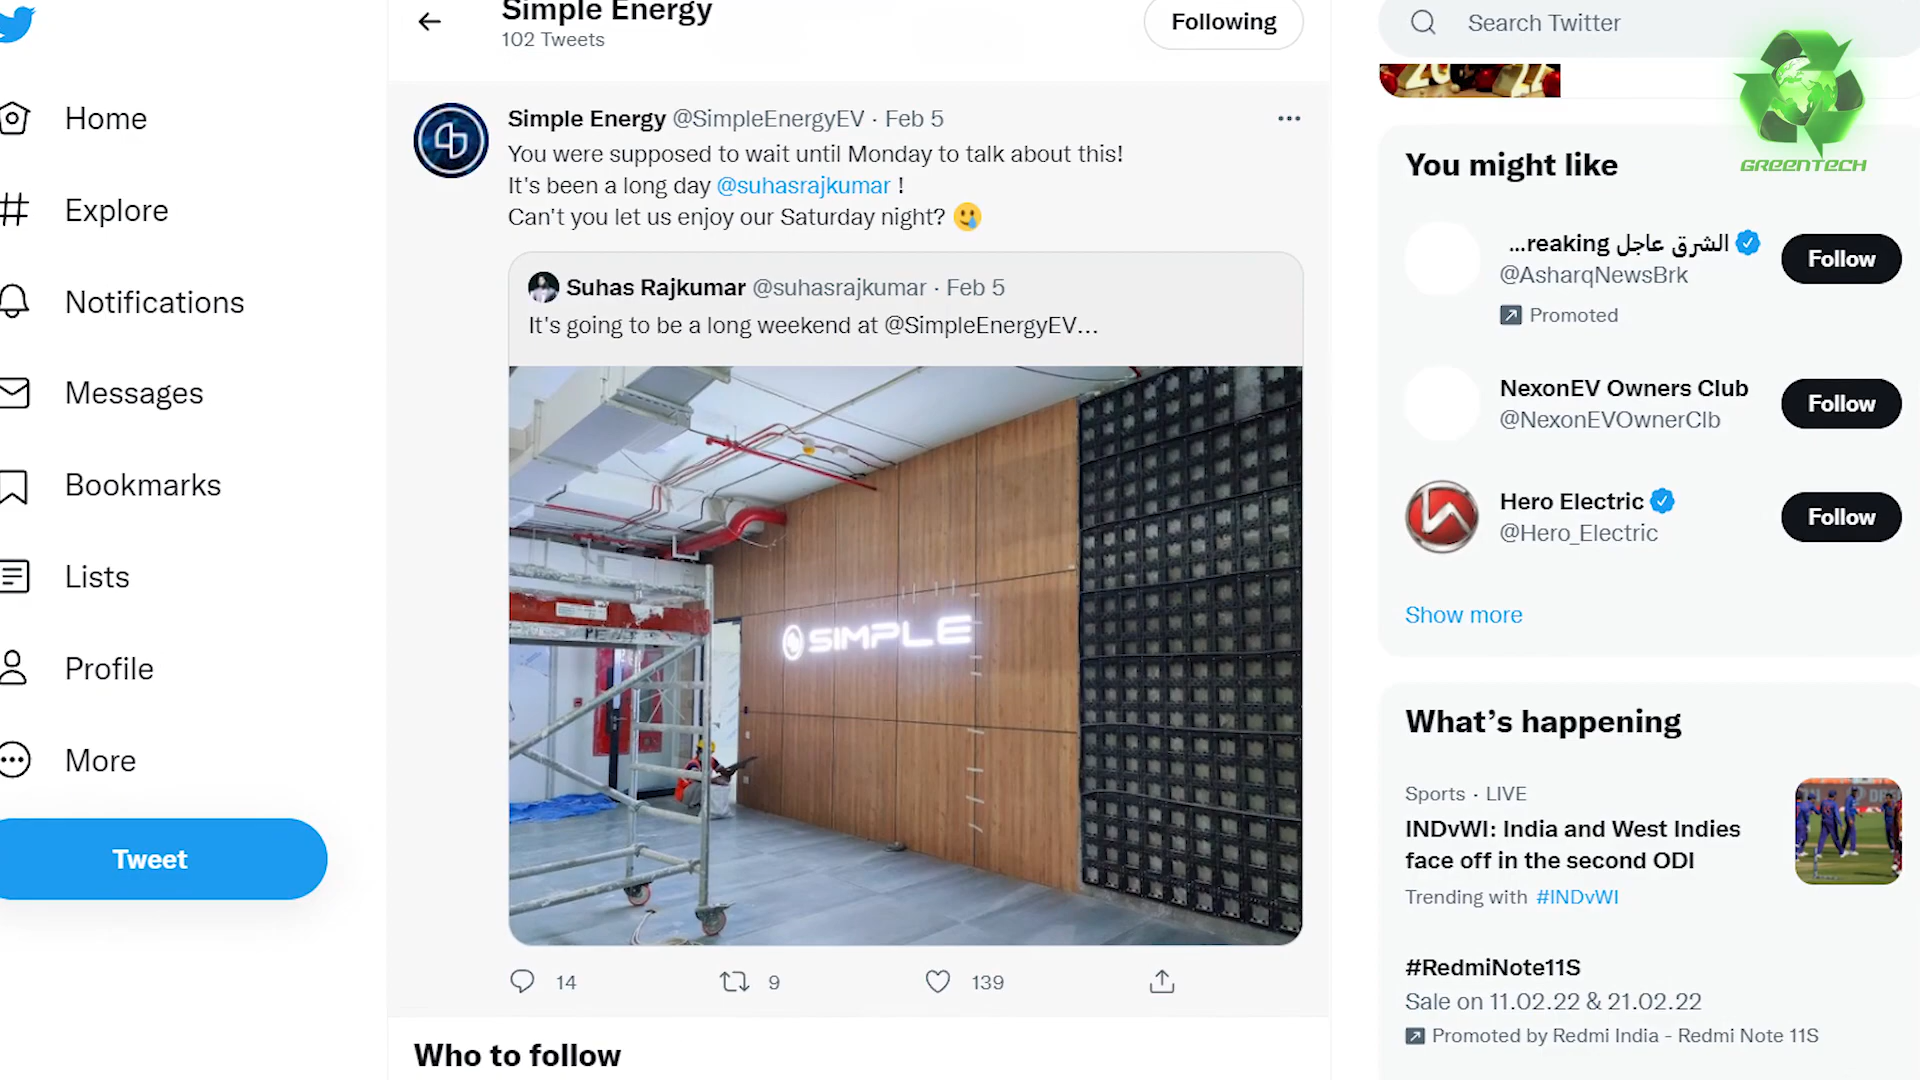 Simple Energy
102 Tweets
Following
Search Twitter
GREENTECH
Home
Explore
Notifications
Messages
Bookmarks
Lists
Profile
More
Tweet
Simple Energy @SimpleEnergyEV · Feb 5
You were supposed to wait until Monday to talk about this!
It's been a long day @suhasrajkumar !
Can't you let us enjoy our Saturday night?
Suhas Rajkumar @suhasrajkumar · Feb 5
It's going to be a long weekend at @SimpleEnergyEV...
SIMPLE
14
9
139
Who to follow
You might like
الشرق عاجل reaking...
@AsharqNewsBrk
Promoted
Follow
NexonEV Owners Club
@NexonEVOwnerClb
Follow
Hero Electric
@Hero_Electric
Follow
Show more
What's happening
Sports · LIVE
INDvWI: India and West Indies
face off in the second ODI
Trending with #INDvWI
#RedmiNote11S
Sale on 11.02.22 & 21.02.22
Promoted by Redmi India - Redmi Note 11S